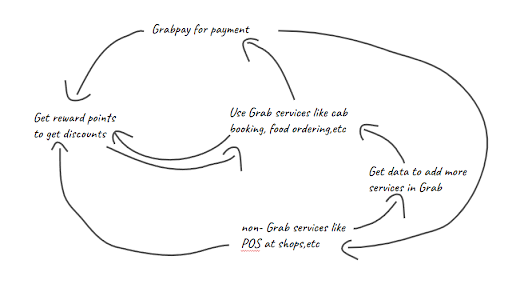 Grabpay for payment
Get reward points
to get discounts
Use Grab services like cab
booking, food ordering,etc
Get data to add more
services in Grab
non- Grab services like
POS at shops,etc